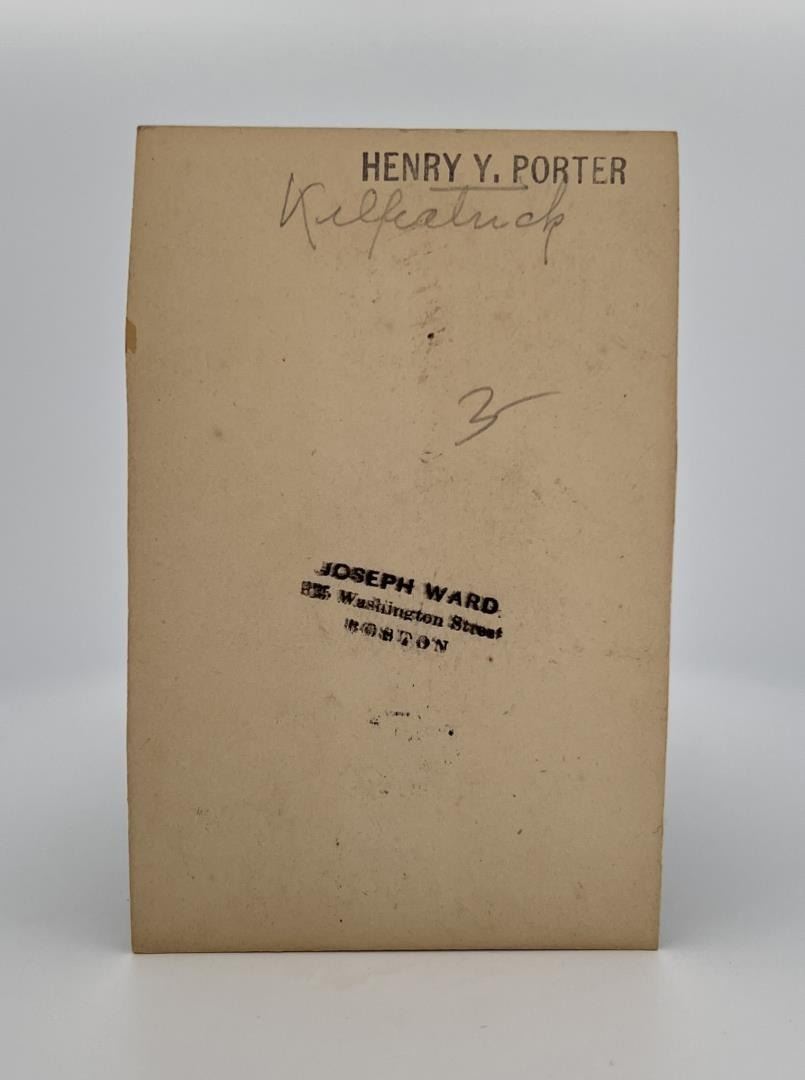 HENRY Y. PORTER
Kilpatrick
3
JOSEPH WARD
Washington Street
BOSTON